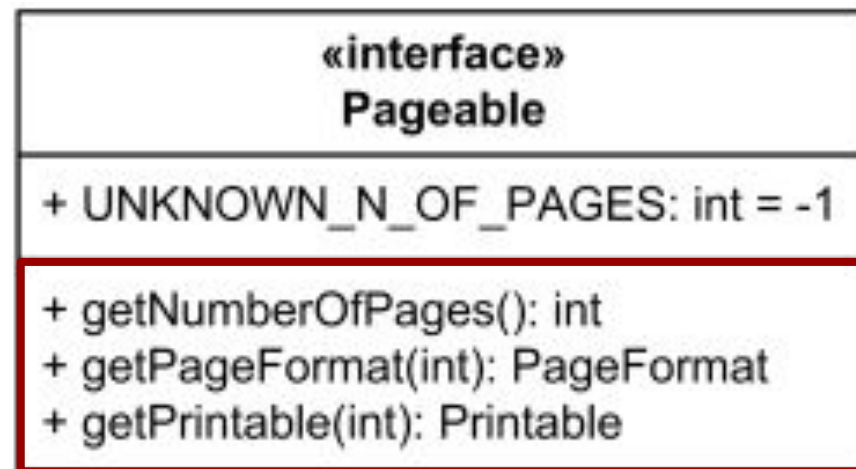 «interface»
Pageable
+ UNKNOWN_N_OF_PAGES: int = -1
+ getNumberOfPages(): int
+ getPageFormat(int): PageFormat
+ getPrintable(int): Printable